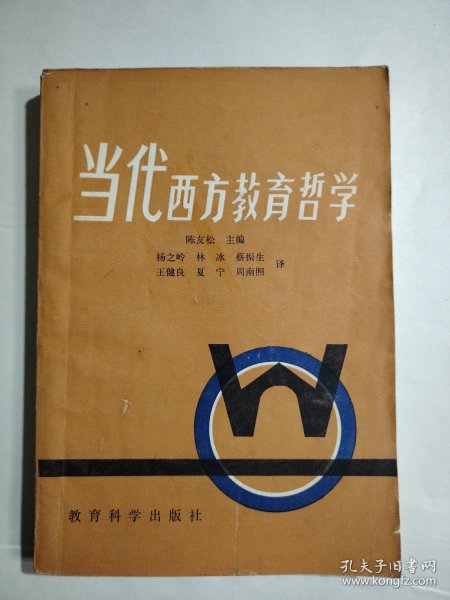 当代西方教育哲学
陈友松 主编
杨之岭 林 冰 蔡振生
王健良 夏 宁 周南照 译
W
教育科学出版社
孔夫子旧书网
www.kongfz.com